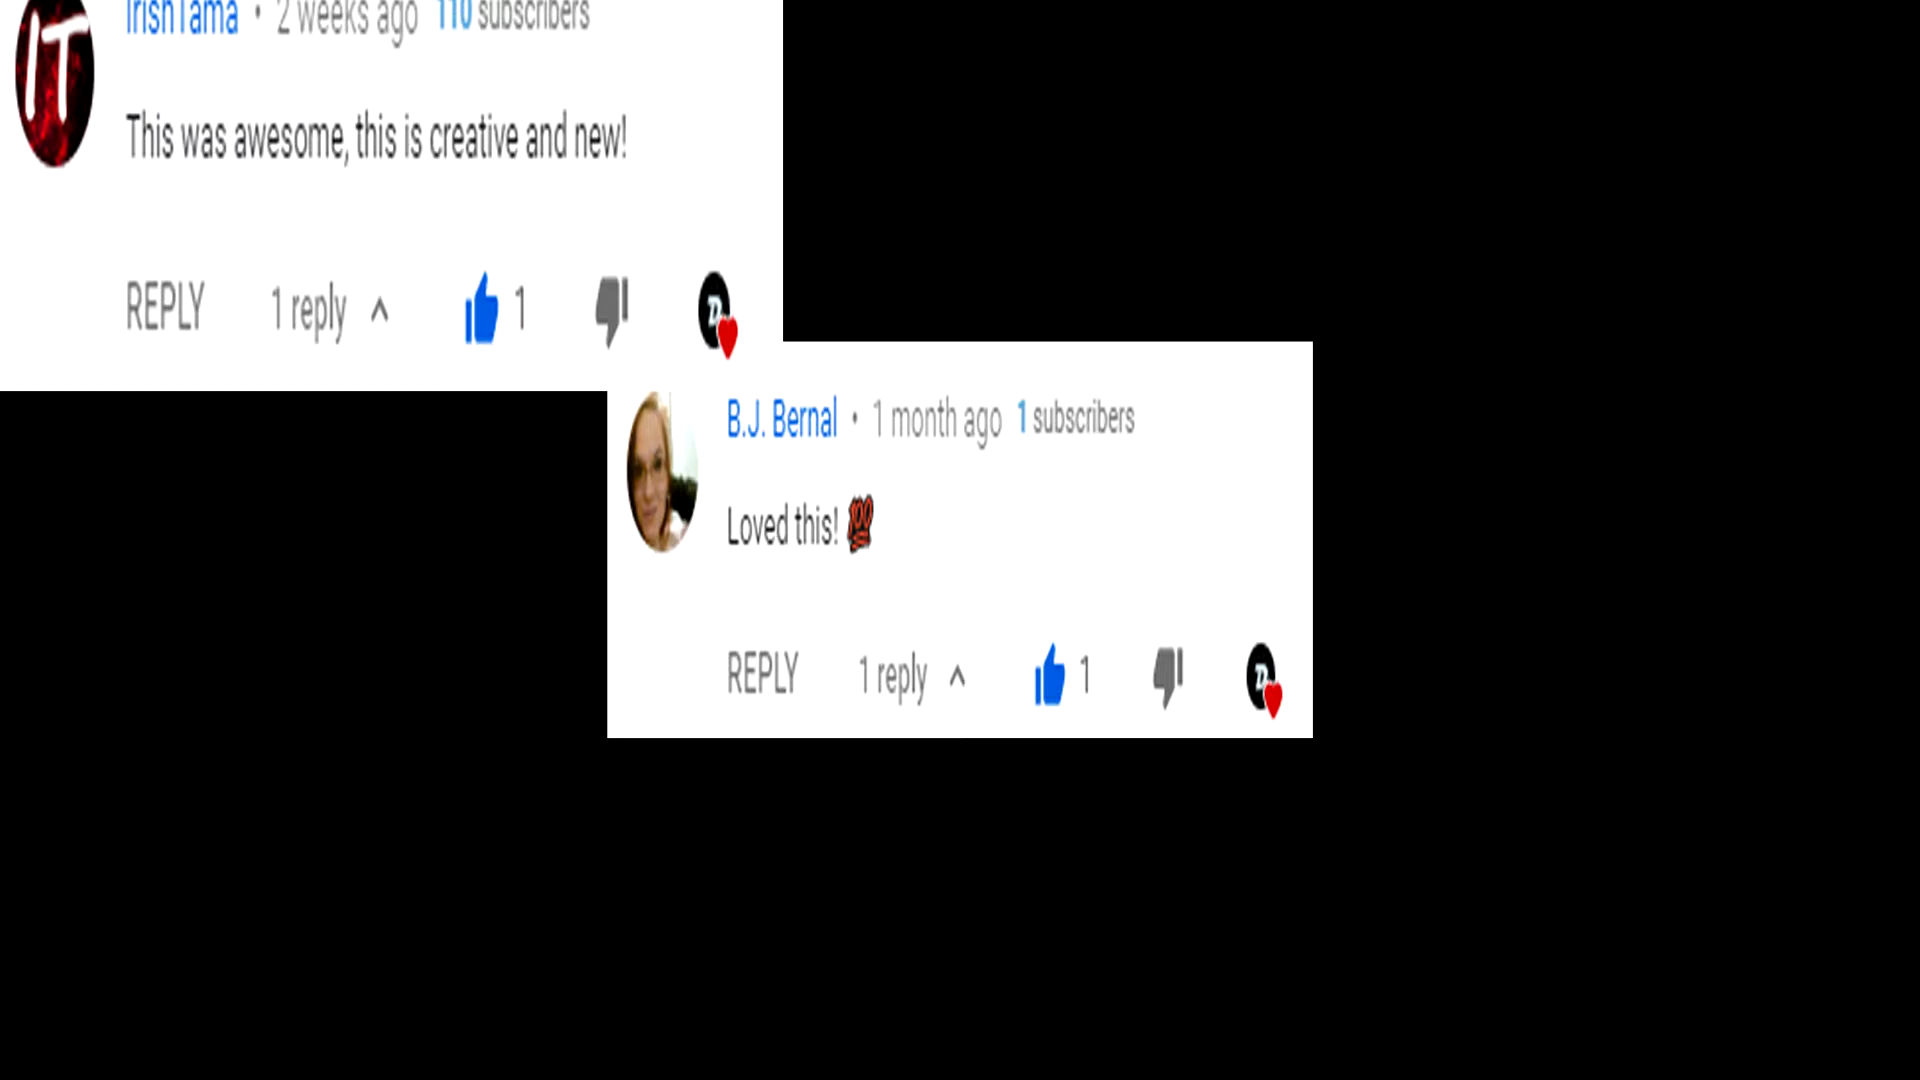 IT
IrishTama • 2 weeks ago 110 subscribers
This was awesome, this is creative and new!
REPLY 1 reply ^ 1 D
B.J. Bernal • 1 month ago 1 subscribers
Loved this! 💯
REPLY 1 reply ^ 1 D